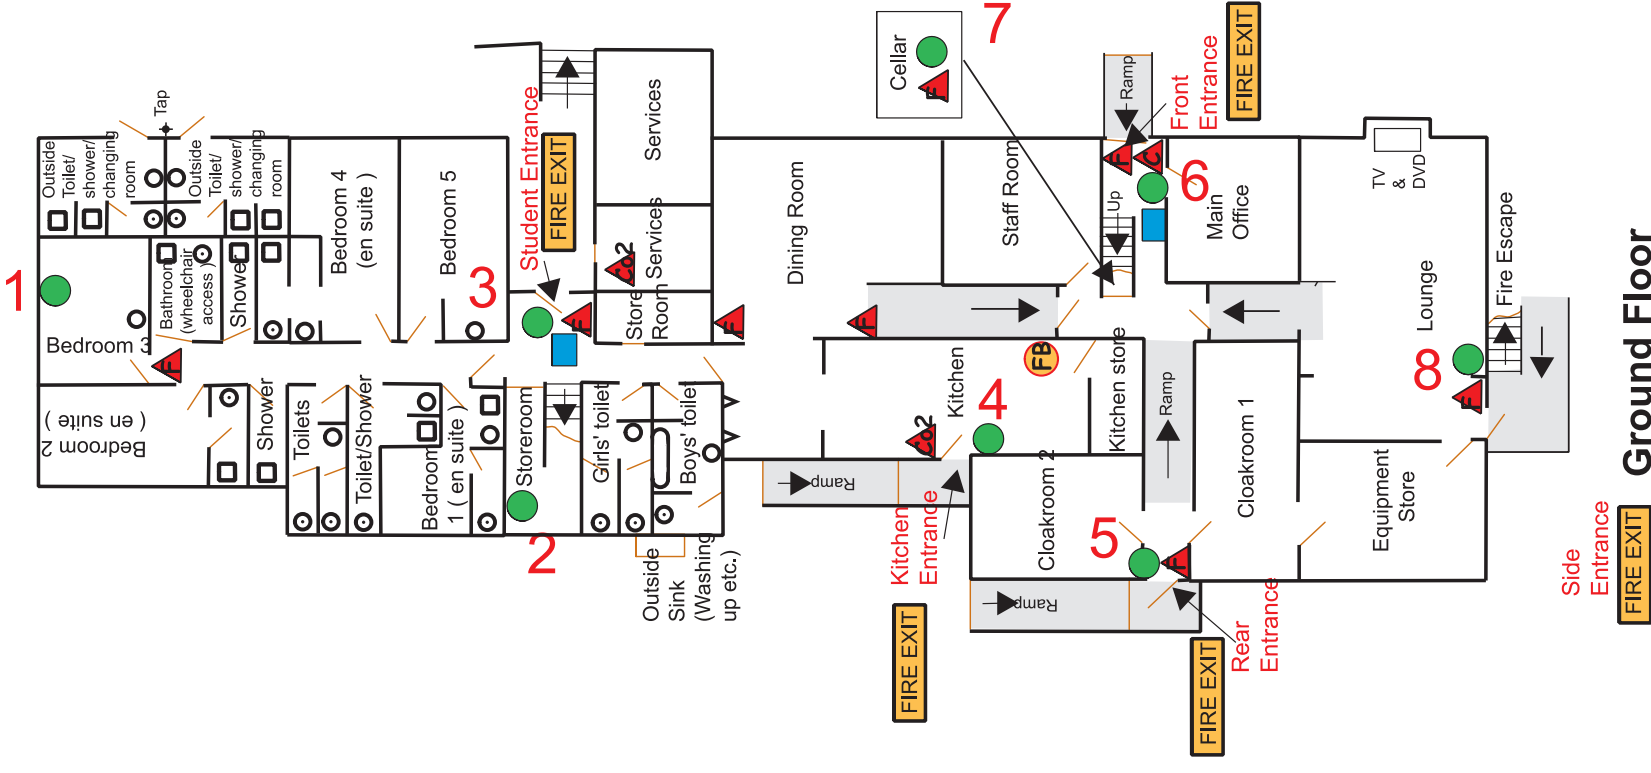 1
Outside
Toilet/
shower/
changing
room
Tap
Outside
Toilet/
shower/
changing
room
Bedroom 3
F
Bathroom
(wheelchair
access )
Shower
Bedroom 4
(en suite )
Bedroom 5
Bedroom 2
( en suite )
Shower
Toilets
Toilet/Shower
Bedroom
1 ( en suite )
Storeroom
2
Girls' toilet
Boys' toilet
Outside
Sink
(Washing
up etc.)
3
Student Entrance
FIRE EXIT
F
Services
Services
Co2
Store
Room
F
Dining Room
F
Staff Room
Cellar
F
7
Ramp
Front
Entrance
FIRE EXIT
F
C
6
Up
Main
Office
Kitchen
FB
4
Co2
Kitchen store
Ramp
Kitchen
Entrance
FIRE EXIT
Cloakroom 2
5
F
Ramp
Rear
Entrance
FIRE EXIT
Ramp
Cloakroom 1
Equipment
Store
TV
&
DVD
Lounge
8
F
Fire Escape
Side
Entrance
FIRE EXIT
Ground Floor